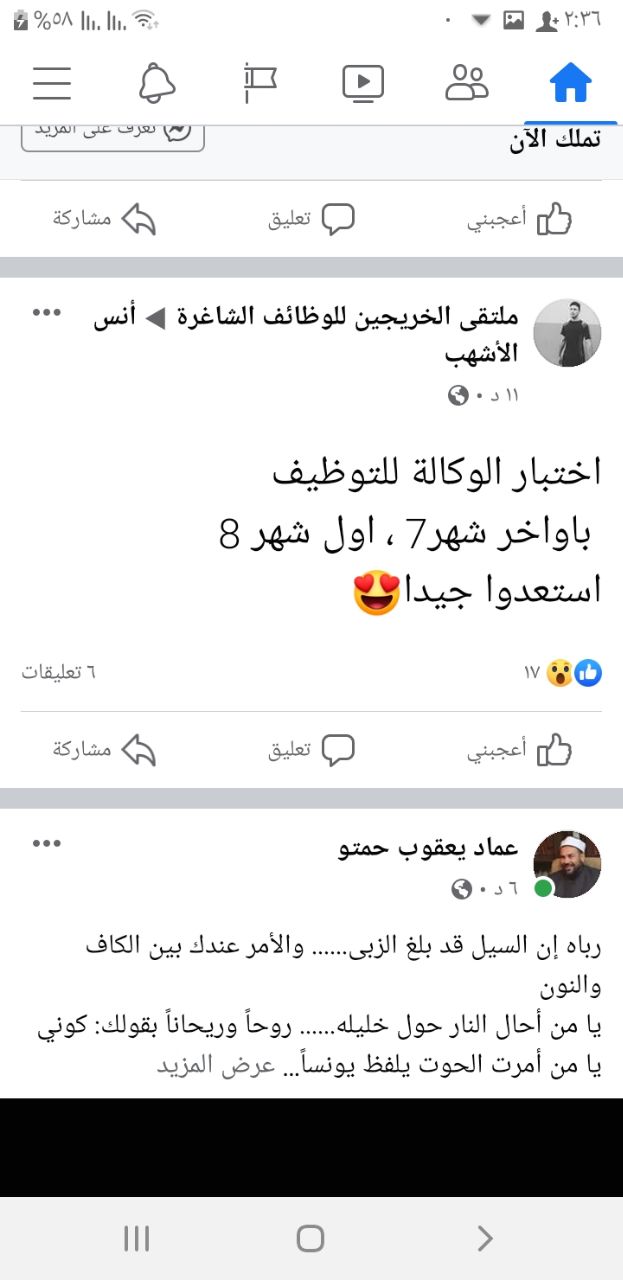 %٥٨ ٢:٣٦
تعرف على المزيد
تملك الآن
أعجبني تعليق مشاركة
ملتقى الخريجين للوظائف الشاغرة ◀ أنس
الأشهب
١١ د •
اختبار الوكالة للتوظيف
باواخر شهر7 ، اول شهر 8
استعدوا جيدا😍
١٧ ٦ تعليقات
أعجبني تعليق مشاركة
عماد يعقوب حمتو
٦ د •
رباه إن السيل قد بلغ الزبى...... والأمر عندك بين الكاف
والنون
يا من أحال النار حول خليله...... روحاً وريحاناً بقولك: كوني
يا من أمرت الحوت يلفظ يونساً... عرض المزيد